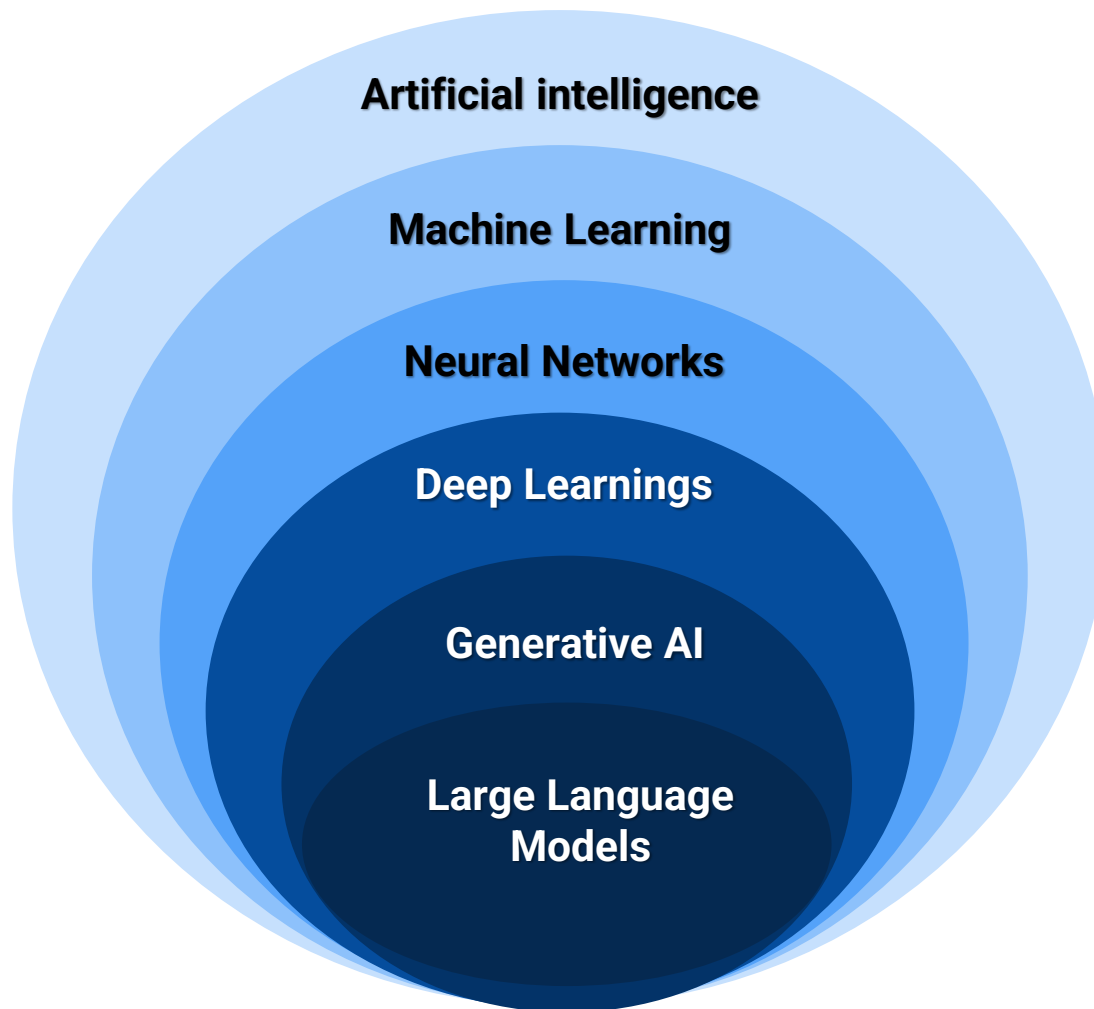 Artificial intelligence
Machine Learning
Neural Networks
Deep Learnings
Generative AI
Large Language
Models